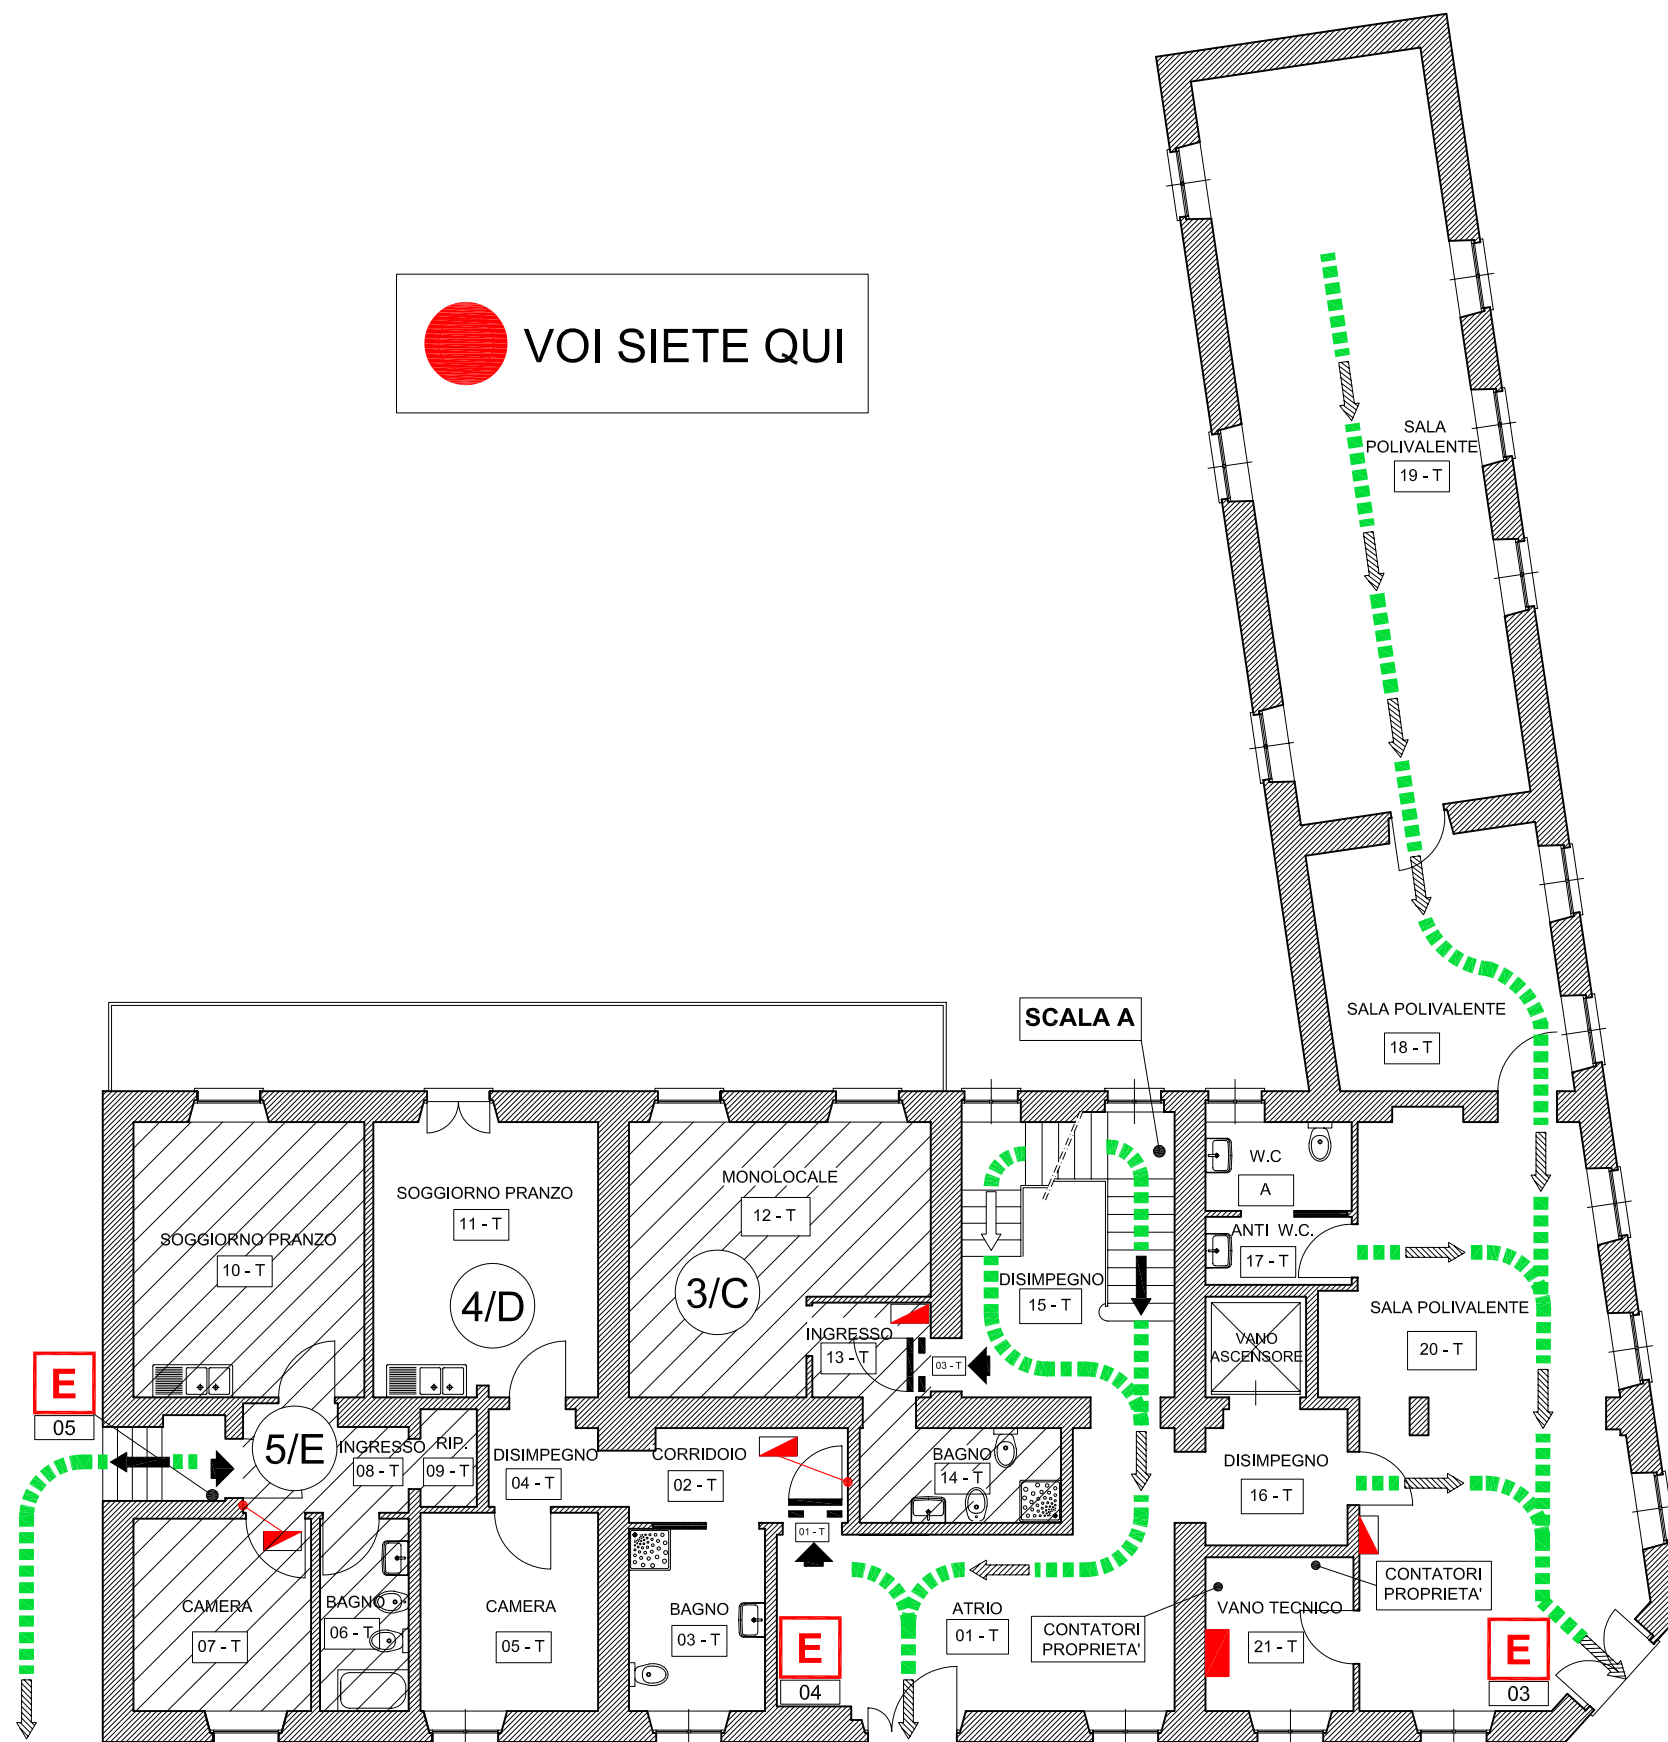 VOI SIETE QUI
SALA
POLIVALENTE
19 - T
SALA POLIVALENTE
18 - T
SCALA A
W.C
A
ANTI W.C.
17 - T
MONOLOCALE
12 - T
SOGGIORNO PRANZO
11 - T
SOGGIORNO PRANZO
10 - T
3/C
4/D
DISIMPEGNO
15 - T
SALA POLIVALENTE
20 - T
VANO
ASCENSORE
INGRESSO
13 - T
03 - T
E
05
5/E
INGRESSO
08 - T
RIP.
09 - T
DISIMPEGNO
04 - T
CORRIDOIO
02 - T
BAGNO
14 - T
DISIMPEGNO
16 - T
01 - T
CAMERA
07 - T
BAGNO
06 - T
CAMERA
05 - T
BAGNO
03 - T
E
04
ATRIO
01 - T
CONTATORI
PROPRIETA'
VANO TECNICO
21 - T
CONTATORI
PROPRIETA'
E
03